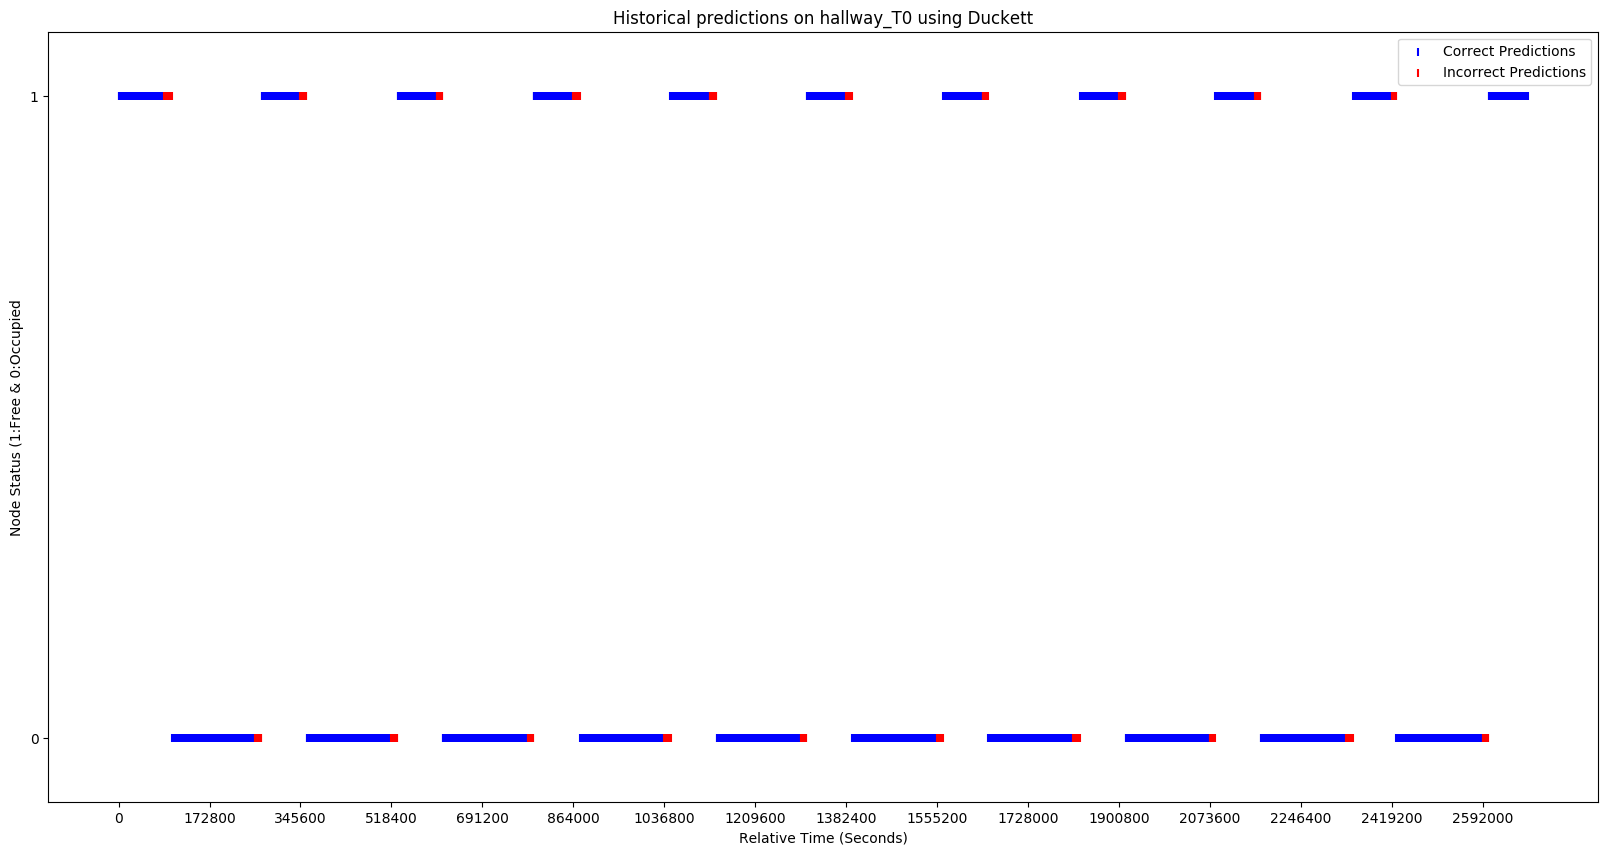 Historical predictions on hallway_T0 using Duckett
Correct Predictions
Incorrect Predictions
1
Node Status (1:Free & 0:Occupied
0
0 172800 345600 518400 691200 864000 1036800 1209600 1382400 1555200 1728000 1900800 2073600 2246400 2419200 2592000
Relative Time (Seconds)